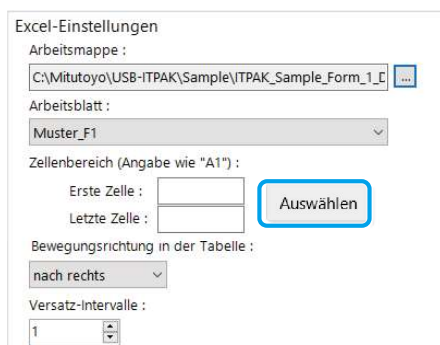 Excel-Einstellungen
Arbeitsmappe :
C:\Mitutoyo\USB-ITPAK\Sample\ITPAK_Sample_Form_1_D ...
Arbeitsblatt :
Muster_F1
Zellenbereich (Angabe wie "A1") :
Erste Zelle :
Auswählen
Letzte Zelle :
Bewegungsrichtung in der Tabelle :
nach rechts
Versatz-Intervalle :
1